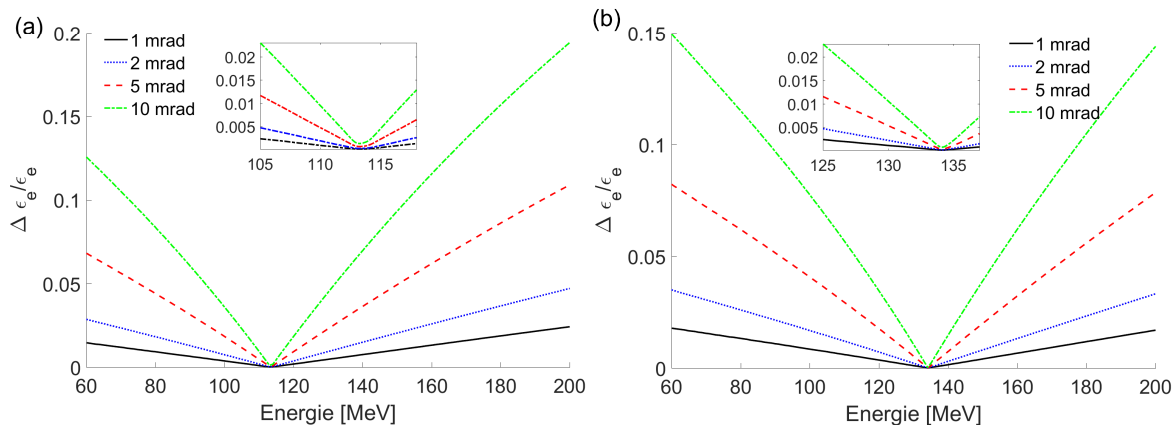 (a)
0.2
0.15
0.1
0.05
0
Δ ϵe/ϵe
1 mrad
2 mrad
5 mrad
10 mrad
0.02
0.015
0.01
0.005
105 110 115
60 80 100 120 140 160 180 200
Energie [MeV]
(b)
0.15
0.1
0.05
0
Δ ϵe/ϵe
0.02
0.015
0.01
0.005
125 130 135
1 mrad
2 mrad
5 mrad
10 mrad
60 80 100 120 140 160 180 200
Energie [MeV]